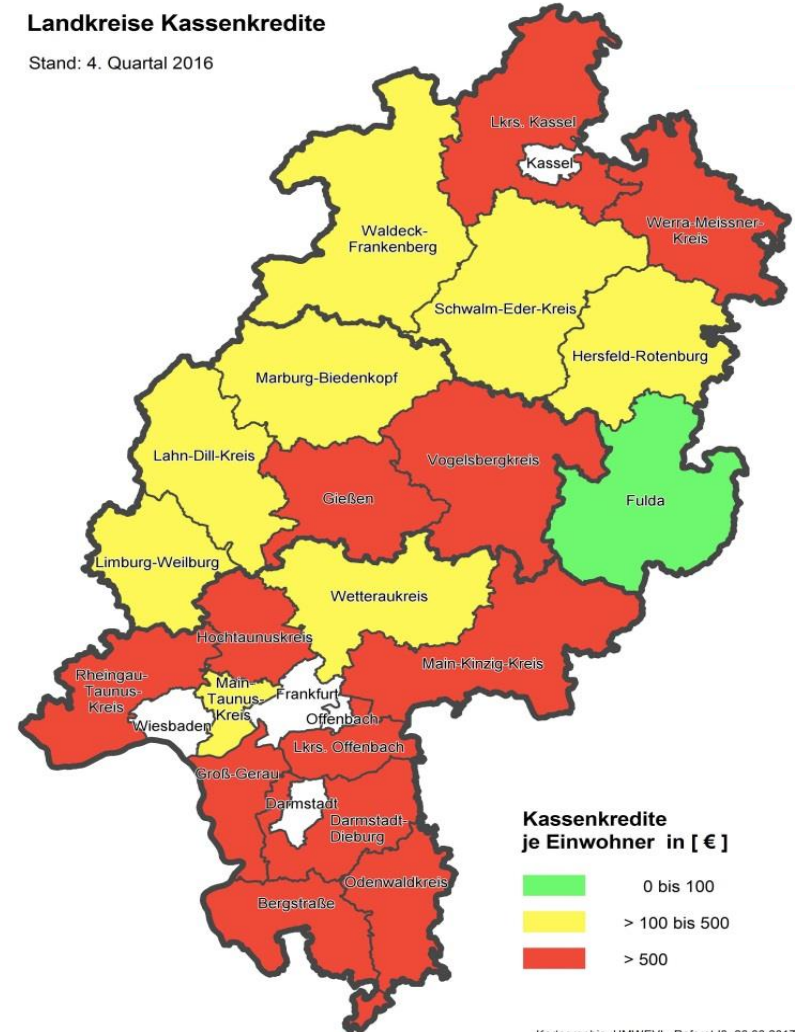 Landkreise Kassenkredite
Stand: 4. Quartal 2016
Lkrs. Kassel
Kassel
Werra-Meissner-
Kreis
Waldeck-
Frankenberg
Schwalm-Eder-Kreis
Hersfeld-Rotenburg
Marburg-Biedenkopf
Lahn-Dill-Kreis
Vogelsbergkreis
Gießen
Fulda
Limburg-Weilburg
Wetteraukreis
Hochtaunuskreis
Main-Kinzig-Kreis
Rheingau-
Taunus-
Kreis
Main-
Taunus-
Kreis
Frankfurt
Offenbach
Wiesbaden
Lkrs. Offenbach
Groß-Gerau
Darmstadt
Darmstadt-
Dieburg
Odenwaldkreis
Bergstraße
Kassenkredite
je Einwohner in [ € ]
0 bis 100
> 100 bis 500
> 500